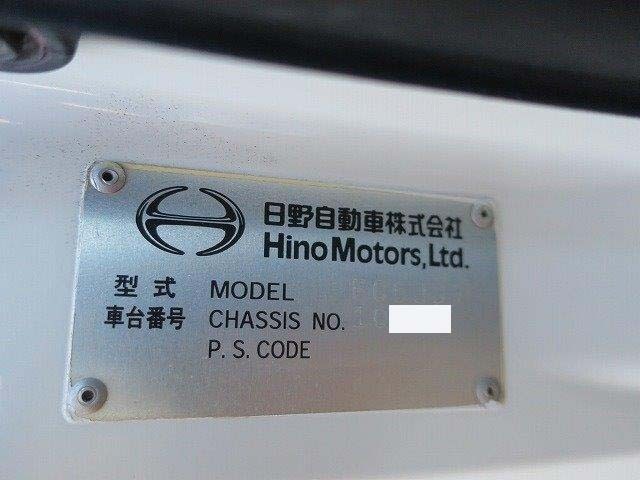 日野自動車株式会社
Hino Motors, Ltd.
型式 MODEL
車台番号 CHASSIS NO. 10
P. S. CODE